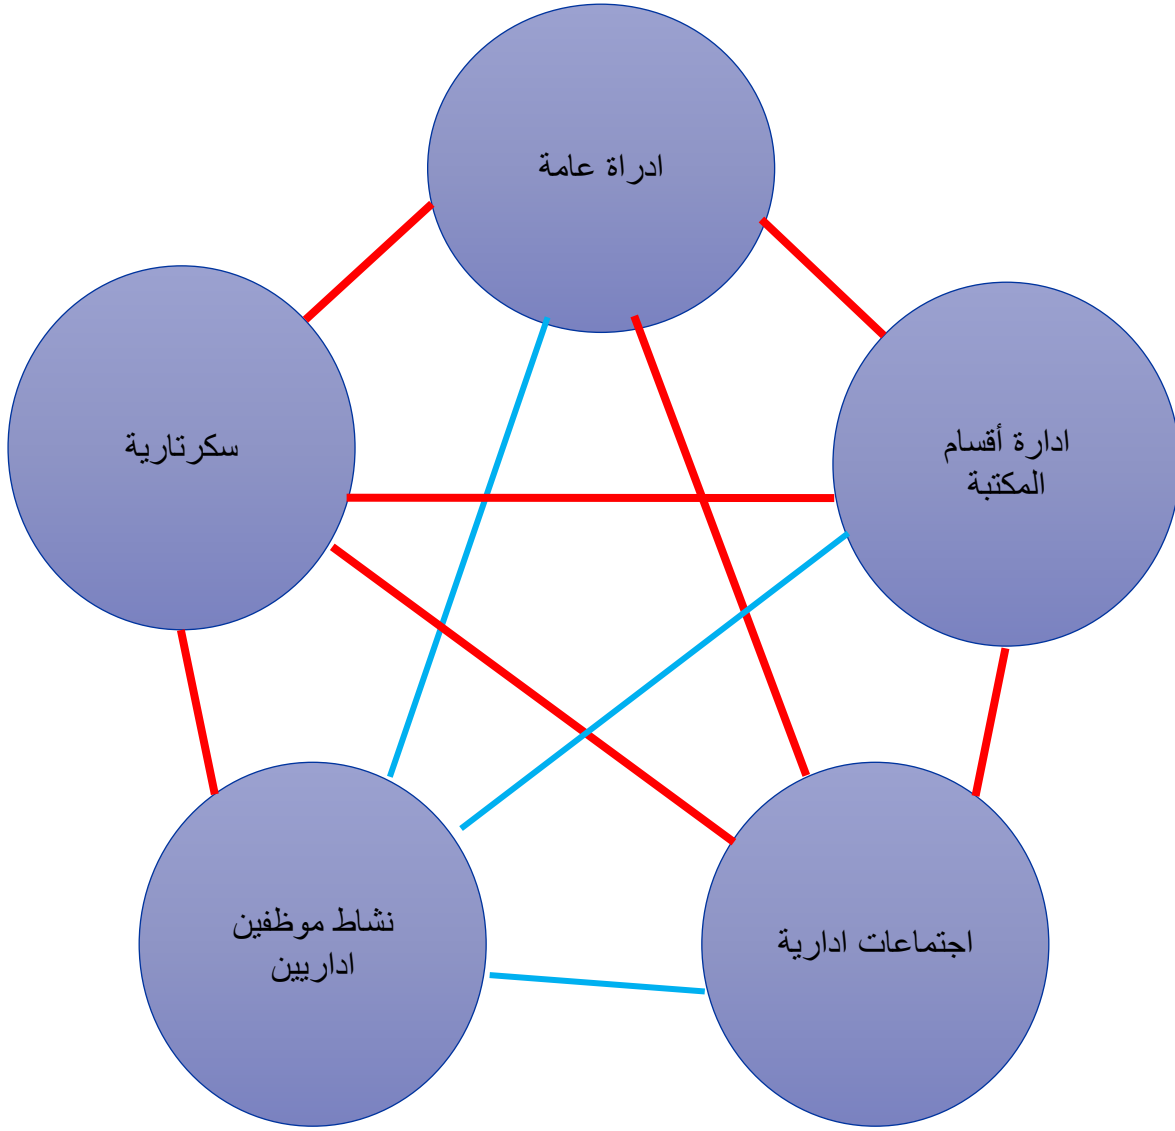 ادراة عامة
سكرتارية
ادارة أقسام
المكتبة
نشاط موظفين
اداريين
اجتماعات ادارية